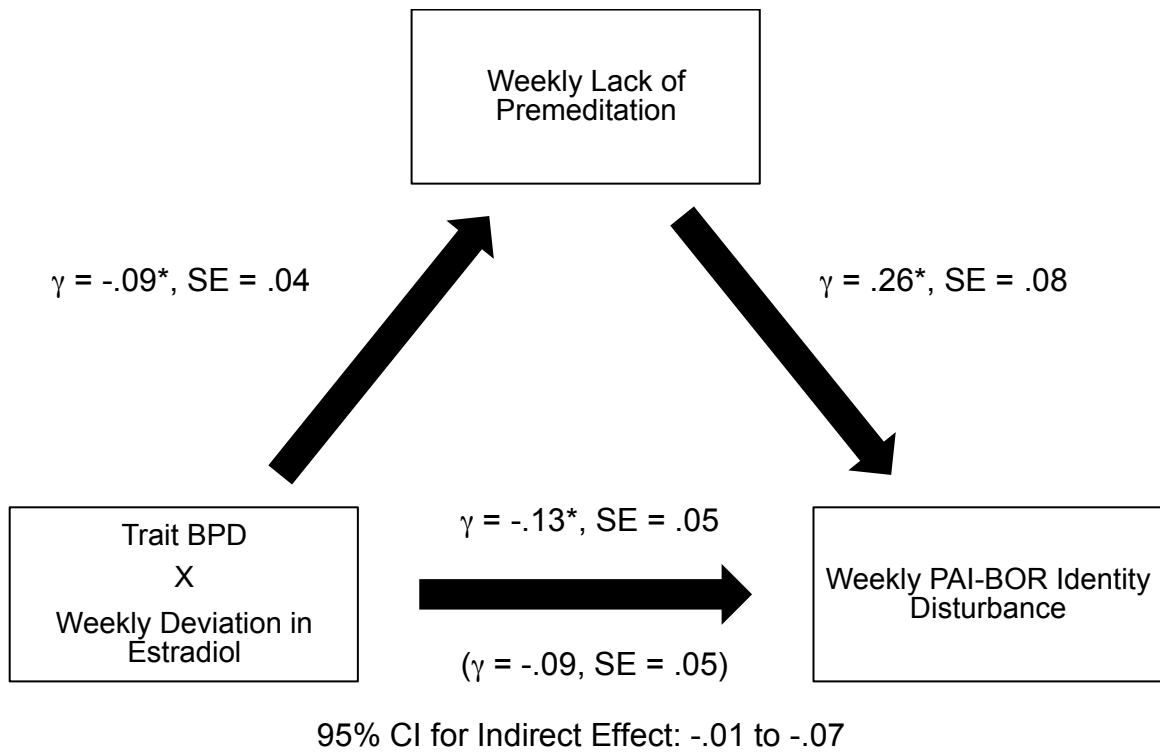 Weekly Lack of
Premeditation
γ = -.09*, SE = .04
γ = .26*, SE = .08
Trait BPD
X
Weekly Deviation in
Estradiol
γ = -.13*, SE = .05
(γ = -.09, SE = .05)
Weekly PAI-BOR Identity
Disturbance
95% CI for Indirect Effect: -.01 to -.07